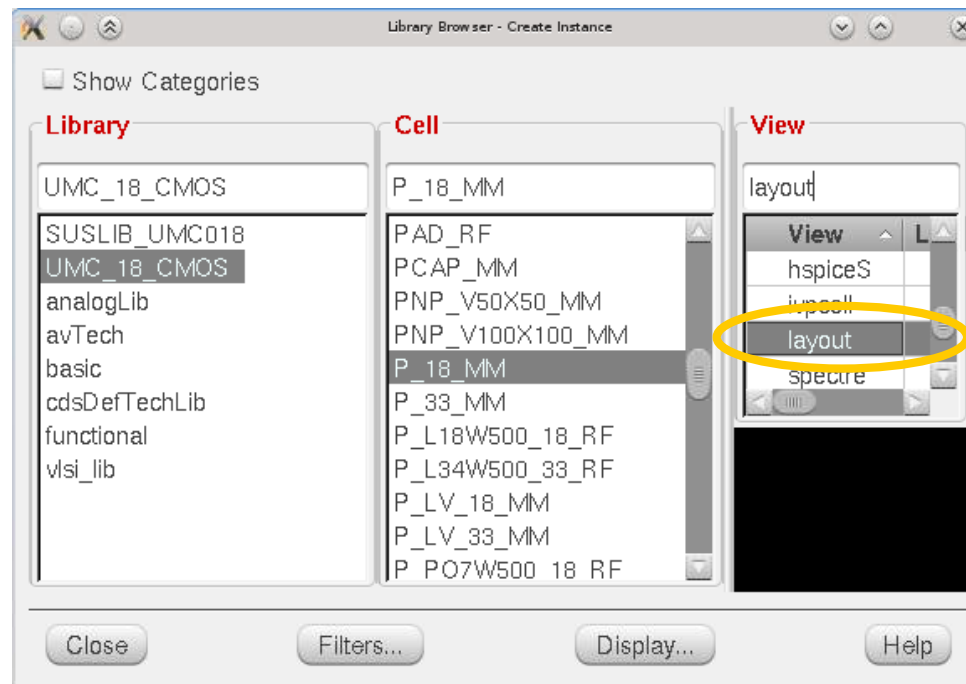 Library Browser - Create Instance
Show Categories
Library
UMC_18_CMOS
SUSLIB_UMC018
UMC_18_CMOS
analogLib
avTech
basic
cdsDefTechLib
functional
vlsi_lib
Cell
P_18_MM
PAD_RF
PCAP_MM
PNP_V50X50_MM
PNP_V100X100_MM
P_18_MM
P_33_MM
P_L18W500_18_RF
P_L34W500_33_RF
P_LV_18_MM
P_LV_33_MM
P_PO7W500_18_RF
View
layout
View L
hspiceS
ivpcell
layout
spectre
Close Filters... Display... Help